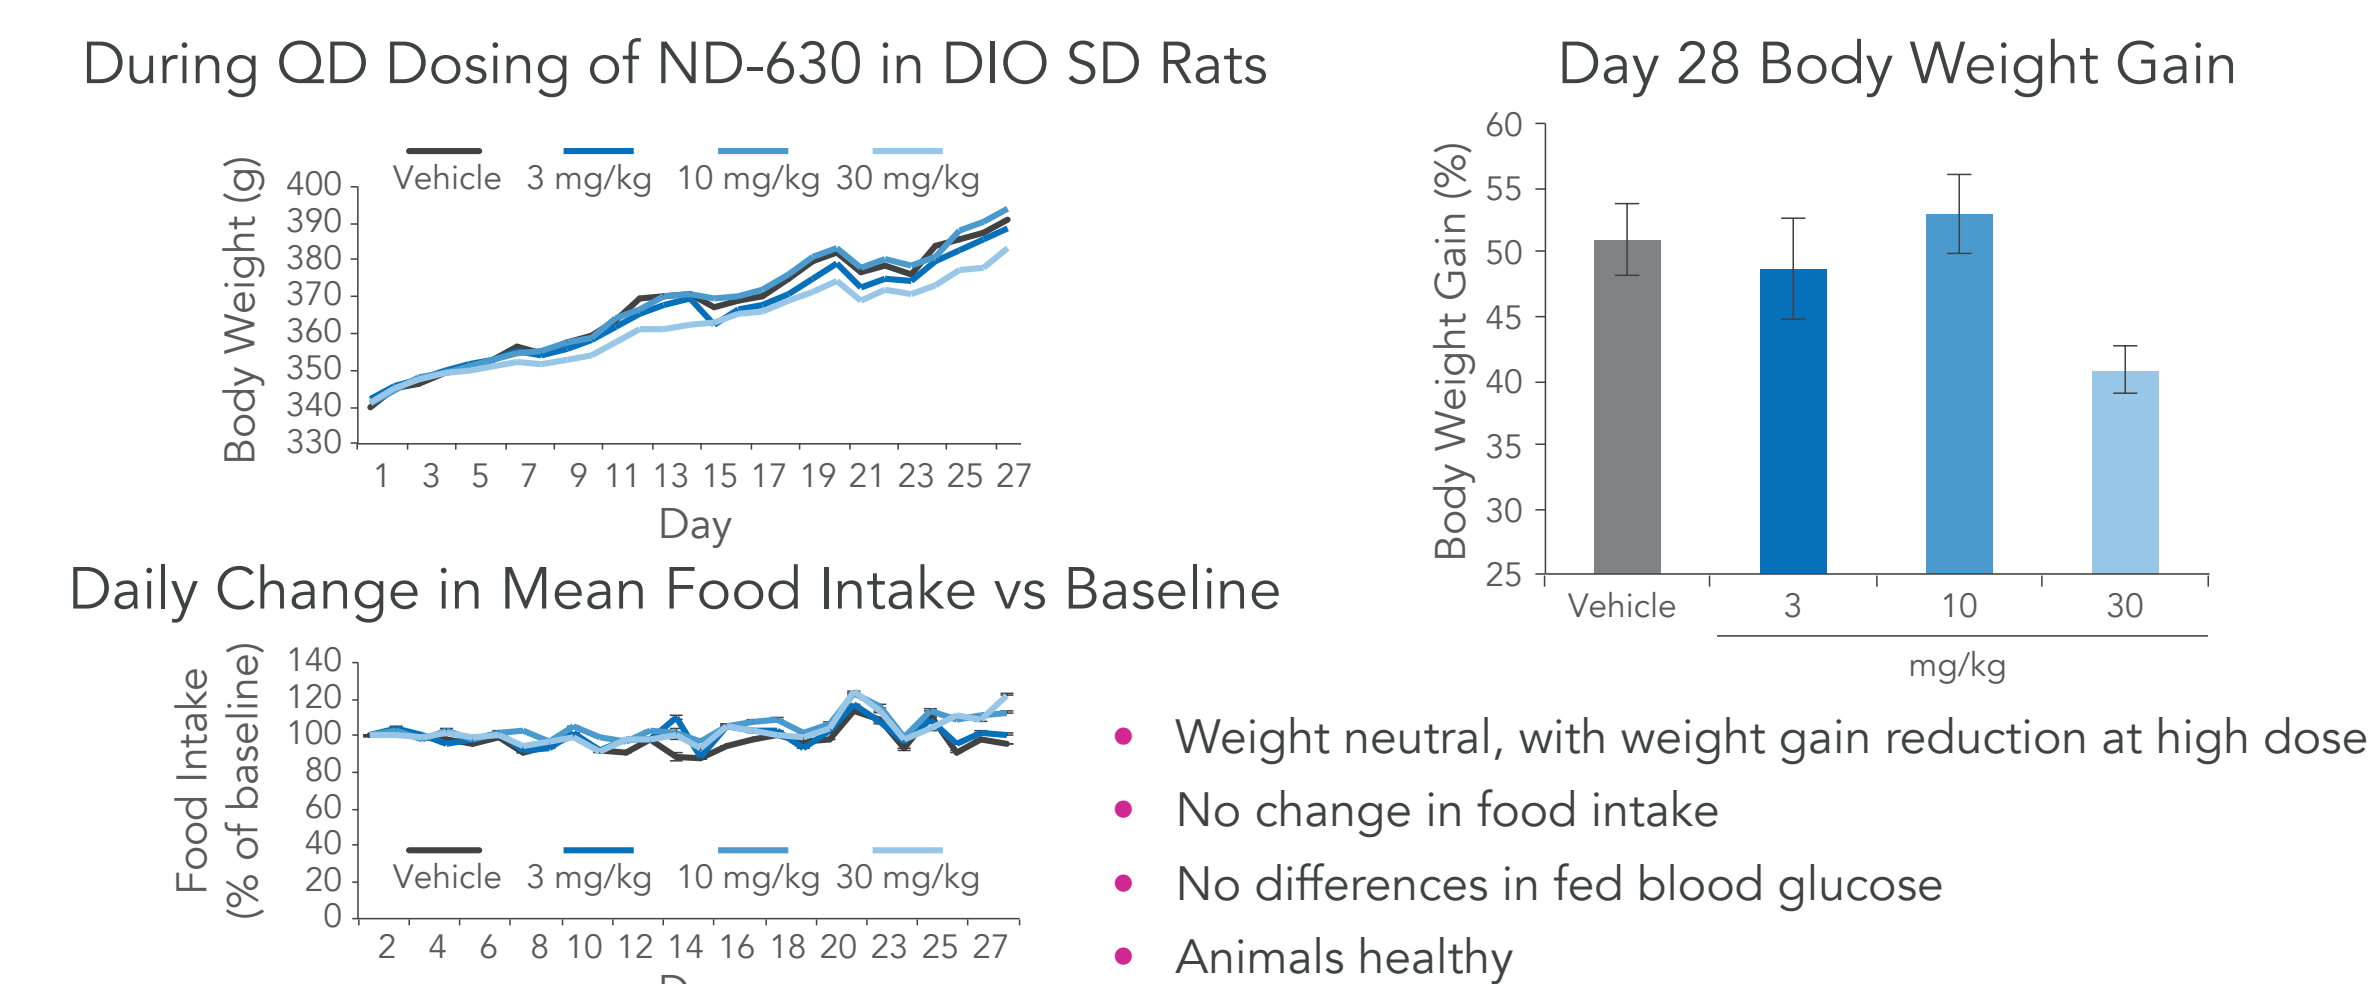 During QD Dosing of ND-630 in DIO SD Rats
Vehicle 3 mg/kg 10 mg/kg 30 mg/kg
Body Weight (g)
400
390
380
370
360
350
340
330
1 3 5 7 9 11 13 15 17 19 21 23 25 27
Day
Daily Change in Mean Food Intake vs Baseline
Food Intake
(% of baseline)
140
120
100
80
60
40
20
0
Vehicle 3 mg/kg 10 mg/kg 30 mg/kg
2 4 6 8 10 12 14 16 18 20 23 25 27
Day 28 Body Weight Gain
Body Weight Gain (%)
60
55
50
45
40
35
30
25
Vehicle 3 10 30
mg/kg
• Weight neutral, with weight gain reduction at high dose
• No change in food intake
• No differences in fed blood glucose
• Animals healthy